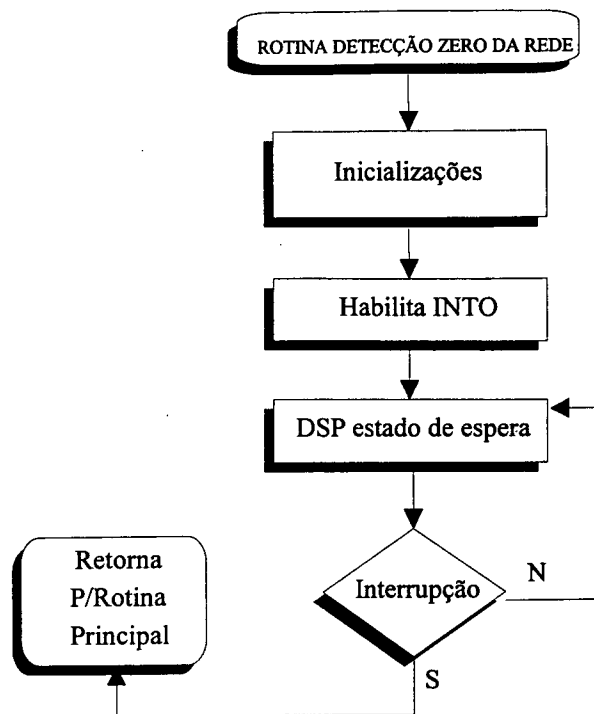 ROTINA DETECÇÃO ZERO DA REDE
Inicializações
Habilita INTO
DSP estado de espera
Interrupção
N
S
Retorna
P/Rotina
Principal